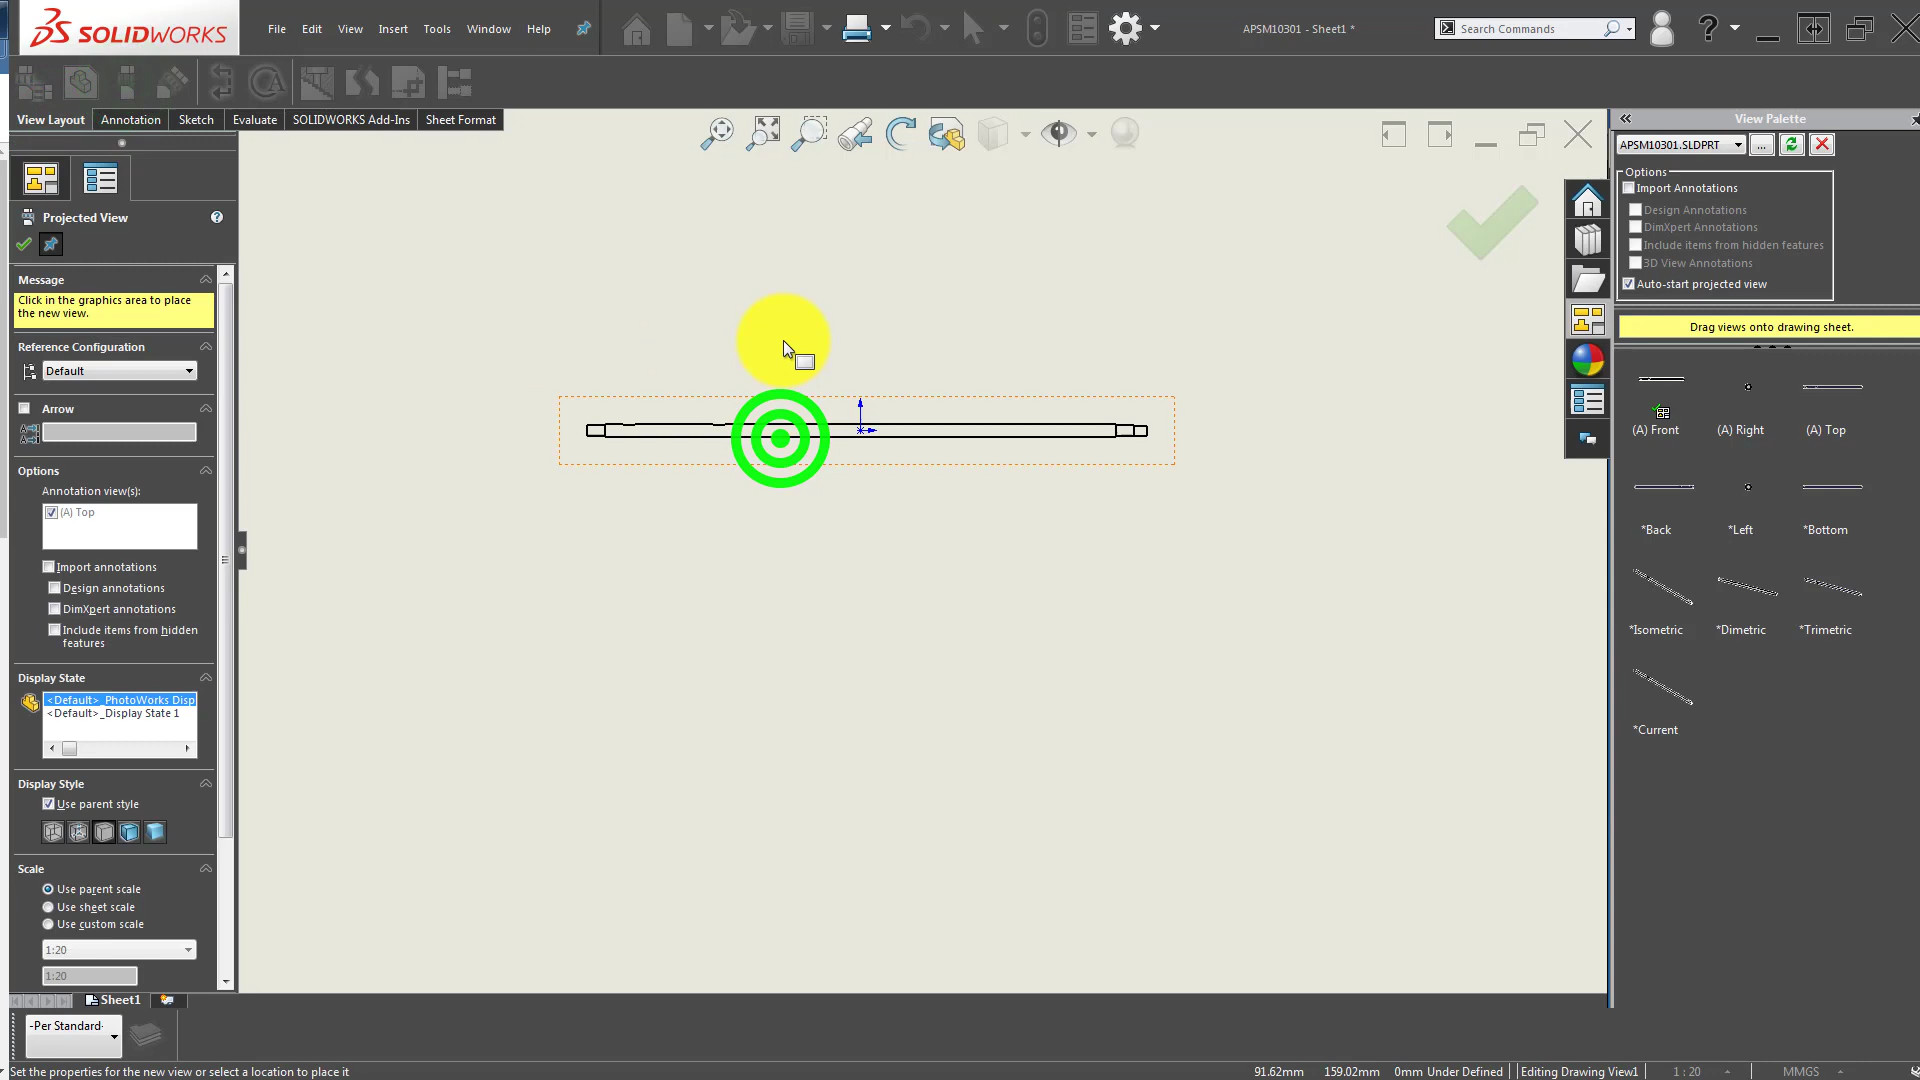 SOLIDWORKS
File Edit View Insert Tools Window Help
APSM10301 - Sheet1 *
Search Commands
View Layout Annotation Sketch Evaluate SOLIDWORKS Add-Ins Sheet Format
Projected View
Message
Click in the graphics area to place
the new view.
Reference Configuration
Default
Arrow
Options
Annotation view(s):
(A) Top
Import annotations
Design annotations
DimXpert annotations
Include items from hidden
features
Display State
<Default>_PhotoWorks Disp
<Default>_Display State 1
Display Style
Use parent style
Scale
Use parent scale
Use sheet scale
Use custom scale
1:20
1:20
Sheet1
-Per Standard-
Set the properties for the new view or select a location to place it
91.62mm 159.02mm 0mm Under Defined Editing Drawing View1 1 : 20 MMGS
View Palette
APSM10301.SLDPRT
...
Options
Import Annotations
Design Annotations
DimXpert Annotations
Include items from hidden features
3D View Annotations
Auto-start projected view
Drag views onto drawing sheet.
(A) Front (A) Right (A) Top
*Back *Left *Bottom
*Isometric *Dimetric *Trimetric
*Current